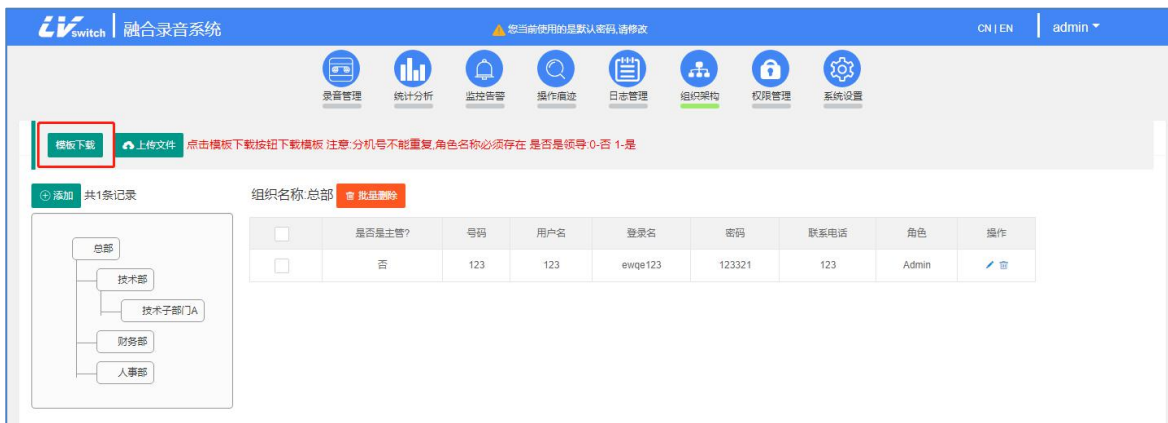 LVswitch 融合录音系统 您当前使用的是默认密码,请修改 CN | EN admin
录音管理 统计分析 监控告警 操作痕迹 日志管理 组织架构 权限管理 系统设置
模板下载 上传文件 点击模板下载按钮下载模板 注意:分机号不能重复,角色名称必须存在 是否是领导:0-否 1-是
添加 共1条记录 组织名称:总部 批量删除
是否是主管? 号码 用户名 登录名 密码 联系电话 角色 操作
否 123 123 ewqe123 123321 123 Admin
总部
技术部
技术子部门A
财务部
人事部